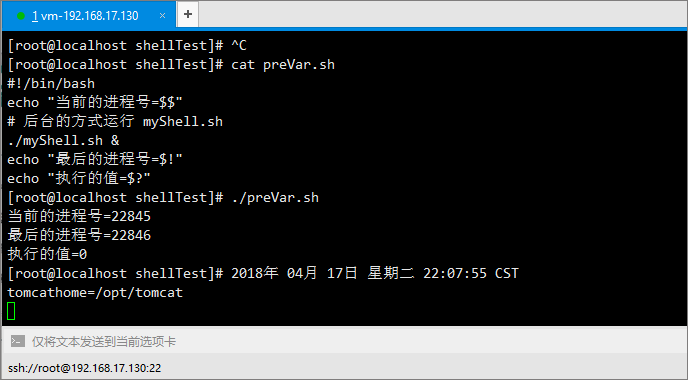 1 vm-192.168.17.130 × +
[root@localhost shellTest]# ^C
[root@localhost shellTest]# cat preVar.sh
#!/bin/bash
echo "当前的进程号=$$"
# 后台的方式运行 myShell.sh
./myShell.sh &
echo "最后的进程号=$!"
echo "执行的值=$?"
[root@localhost shellTest]# ./preVar.sh
当前的进程号=22845
最后的进程号=22846
执行的值=0
[root@localhost shellTest]# 2018年 04月 17日 星期二 22:07:55 CST
tomcathome=/opt/tomcat
仅将文本发送到当前选项卡
ssh://root@192.168.17.130:22